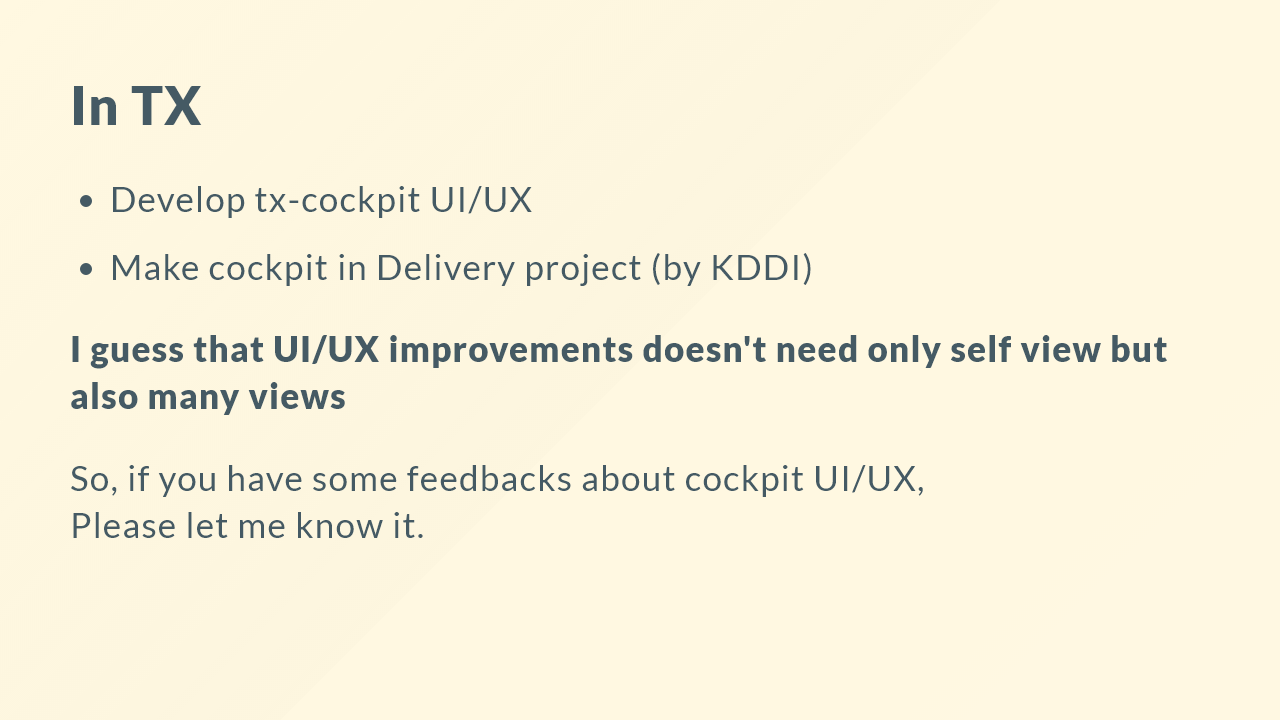 In TX
• Develop tx-cockpit UI/UX
• Make cockpit in Delivery project (by KDDI)
I guess that UI/UX improvements doesn't need only self view but
also many views
So, if you have some feedbacks about cockpit UI/UX,
Please let me know it.